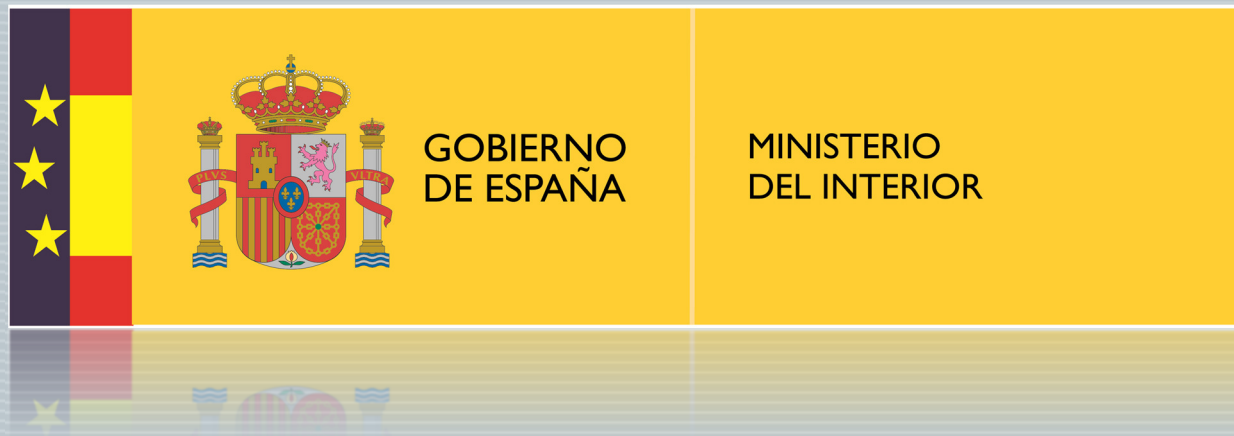 GOBIERNO
DE ESPAÑA
MINISTERIO
DEL INTERIOR
PLVS VLTRA